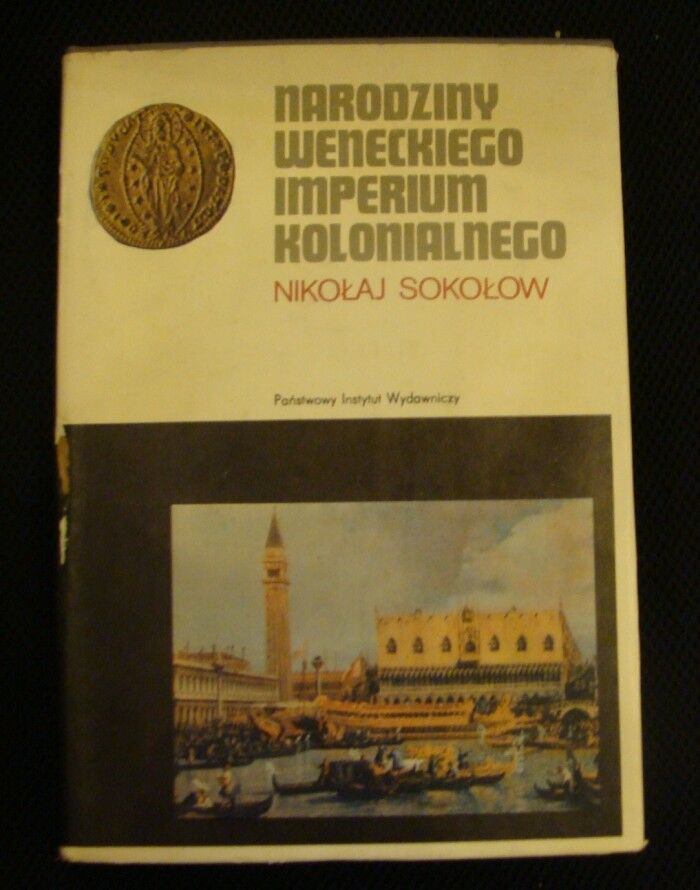 NARODZINY
WENECKIEGO
IMPERIUM
KOLONIALNEGO
NIKOŁAJ SOKOŁOW
Państwowy Instytut Wydawniczy